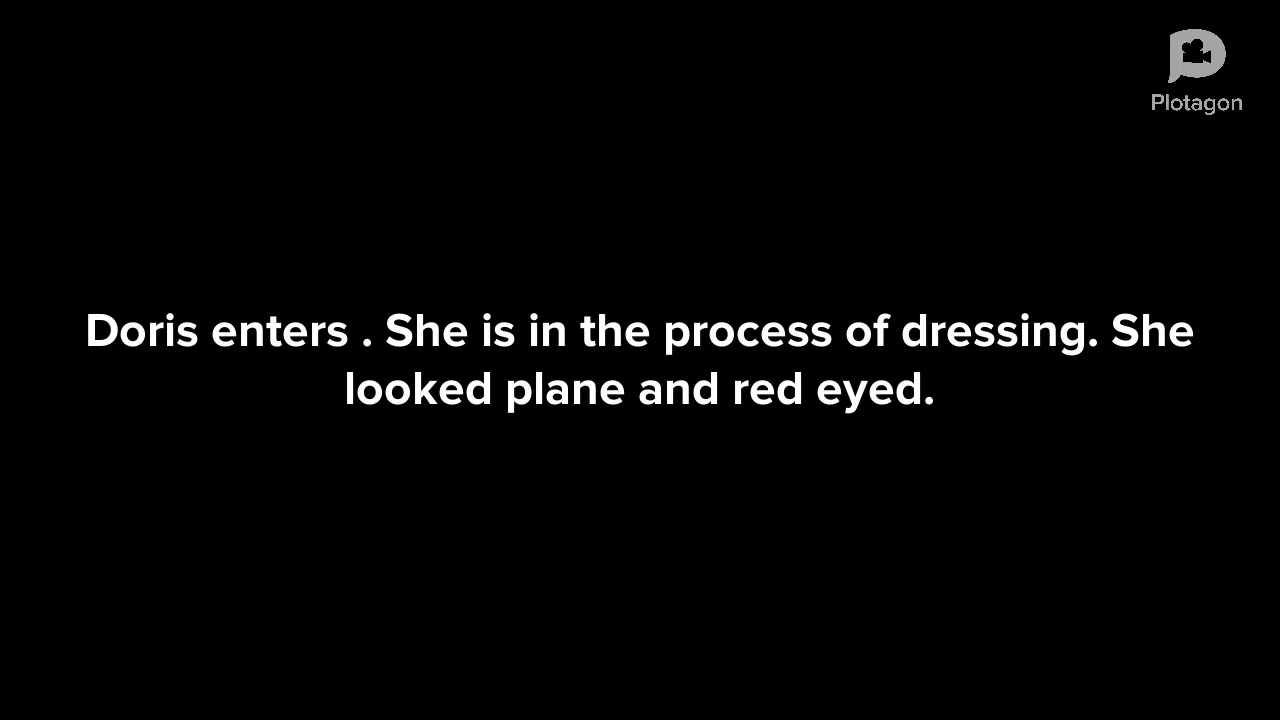 Plotagon
Doris enters . She is in the process of dressing. She
looked plane and red eyed.